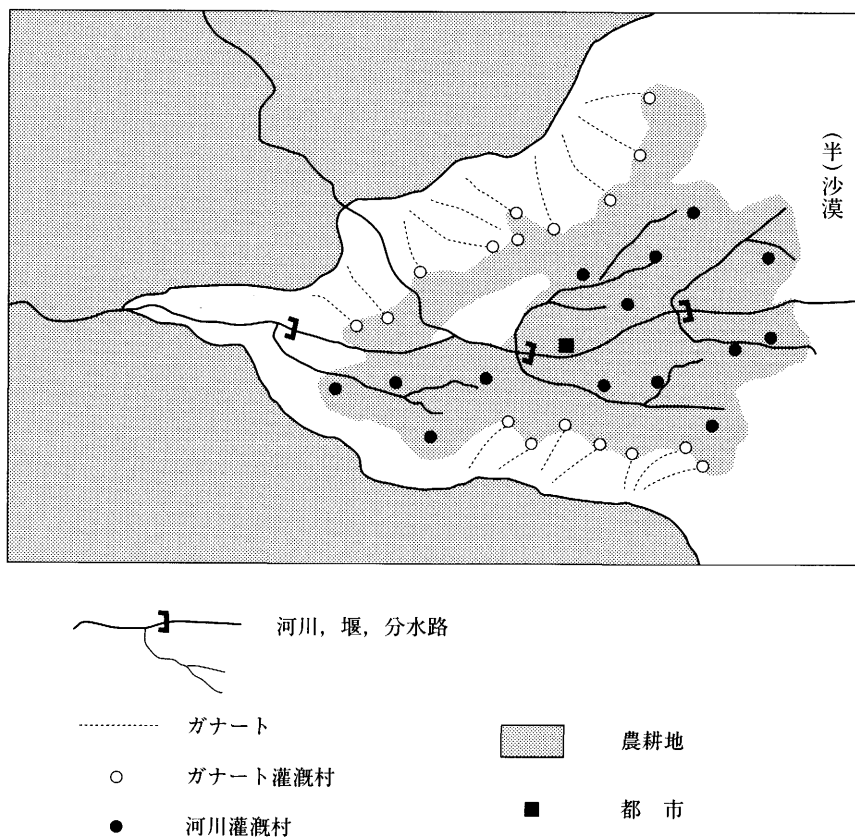 (半)沙漠
河川，堰，分水路
ガナート
ガナート灌漑村
河川灌漑村
農耕地
都　市